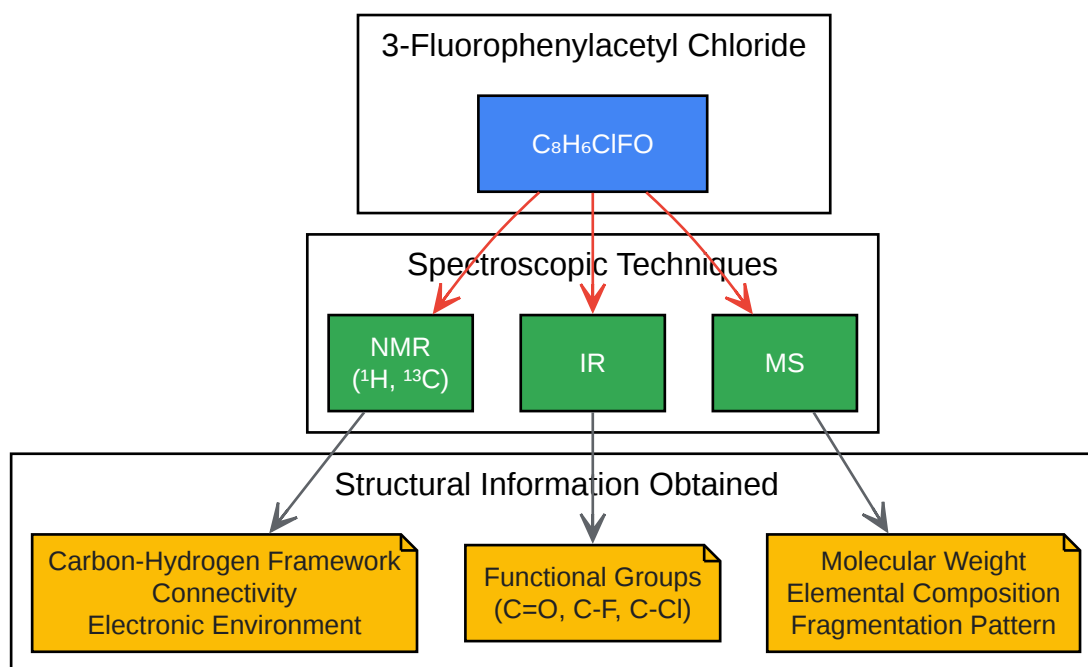 3-Fluorophenylacetyl Chloride
C₈H₆ClFO
Spectroscopic Techniques
NMR
(¹H, ¹³C)
IR
MS
Structural Information Obtained
Carbon-Hydrogen Framework
Connectivity
Electronic Environment
Functional Groups
(C=O, C-F, C-Cl)
Molecular Weight
Elemental Composition
Fragmentation Pattern